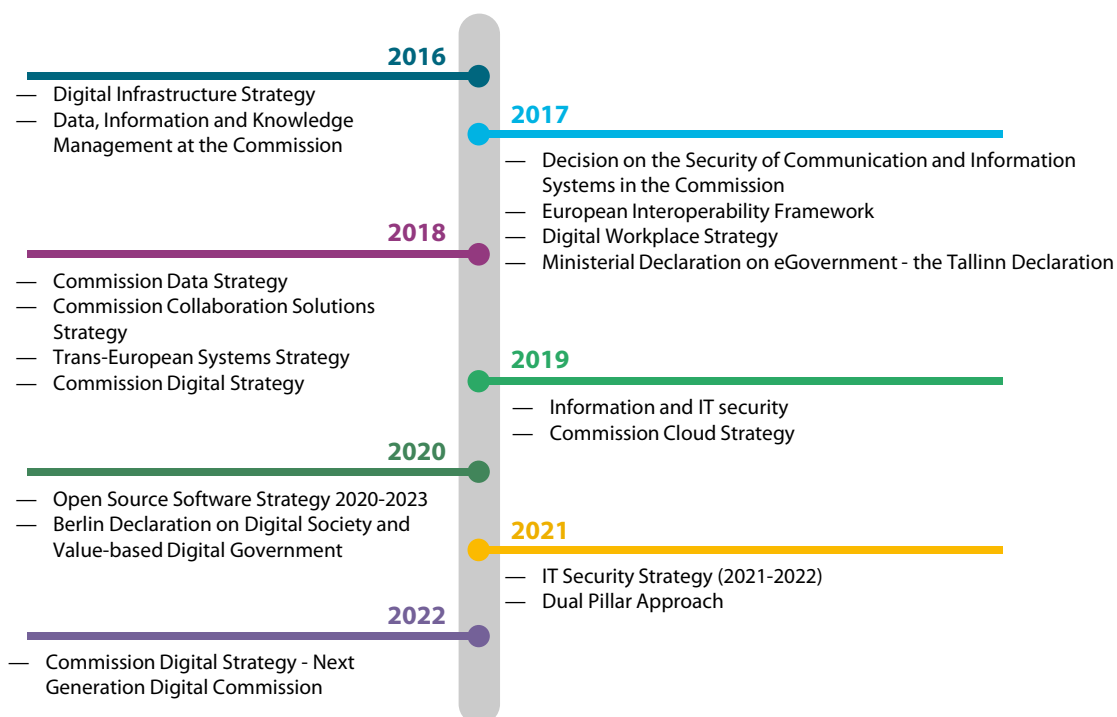 2016
— Digital Infrastructure Strategy
— Data, Information and Knowledge
Management at the Commission
2017
— Decision on the Security of Communication and Information
Systems in the Commission
— European Interoperability Framework
— Digital Workplace Strategy
— Ministerial Declaration on eGovernment - the Tallinn Declaration
2018
— Commission Data Strategy
— Commission Collaboration Solutions
Strategy
— Trans-European Systems Strategy
— Commission Digital Strategy
2019
— Information and IT security
— Commission Cloud Strategy
2020
— Open Source Software Strategy 2020-2023
— Berlin Declaration on Digital Society and
Value-based Digital Government
2021
— IT Security Strategy (2021-2022)
— Dual Pillar Approach
2022
— Commission Digital Strategy - Next
Generation Digital Commission